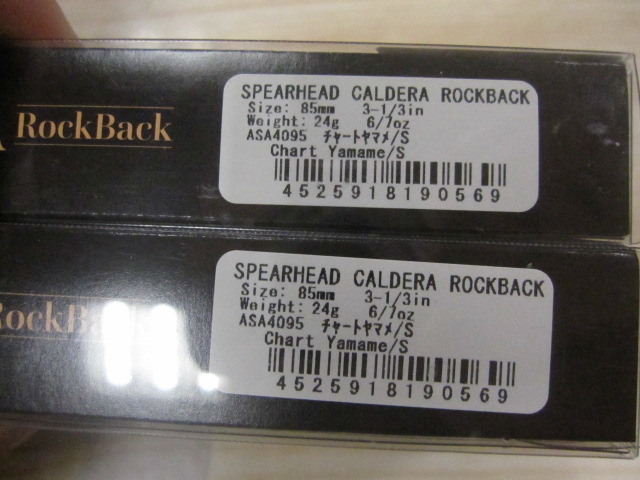 RockBack
SPEARHEAD CALDERA ROCKBACK
Size: 85mm 3-1/3in
Weight: 24g 6/7oz
ASA4095 チャートヤマメ/S
Chart Yamame/S
4525918190569
RockBack
SPEARHEAD CALDERA ROCKBACK
Size: 85mm 3-1/3in
Weight: 24g 6/7oz
ASA4095 チャートヤマメ/S
Chart Yamame/S
4525918190569